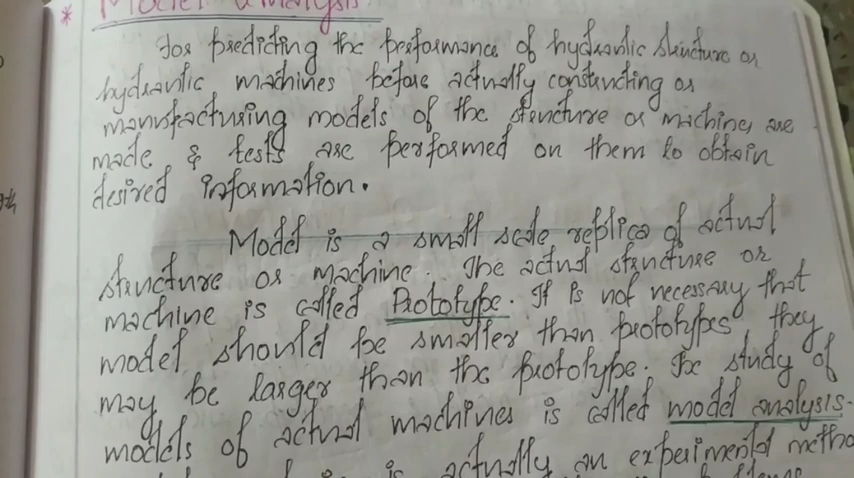 * Model analysis
For predicting the performance of hydraulic structure or
hydraulic machines before actually constructing or
manufacturing models of the structure or machines are
made & tests are performed on them to obtain
desired information.
Model is a small scale replica of actual
structure or machine. The actual structure or
machine is called Prototype. It is not necessary that
model should be smaller than prototypes, they
may be larger than the prototype. The study of
models of actual machines is called model analysis.
is actually an experimental metho